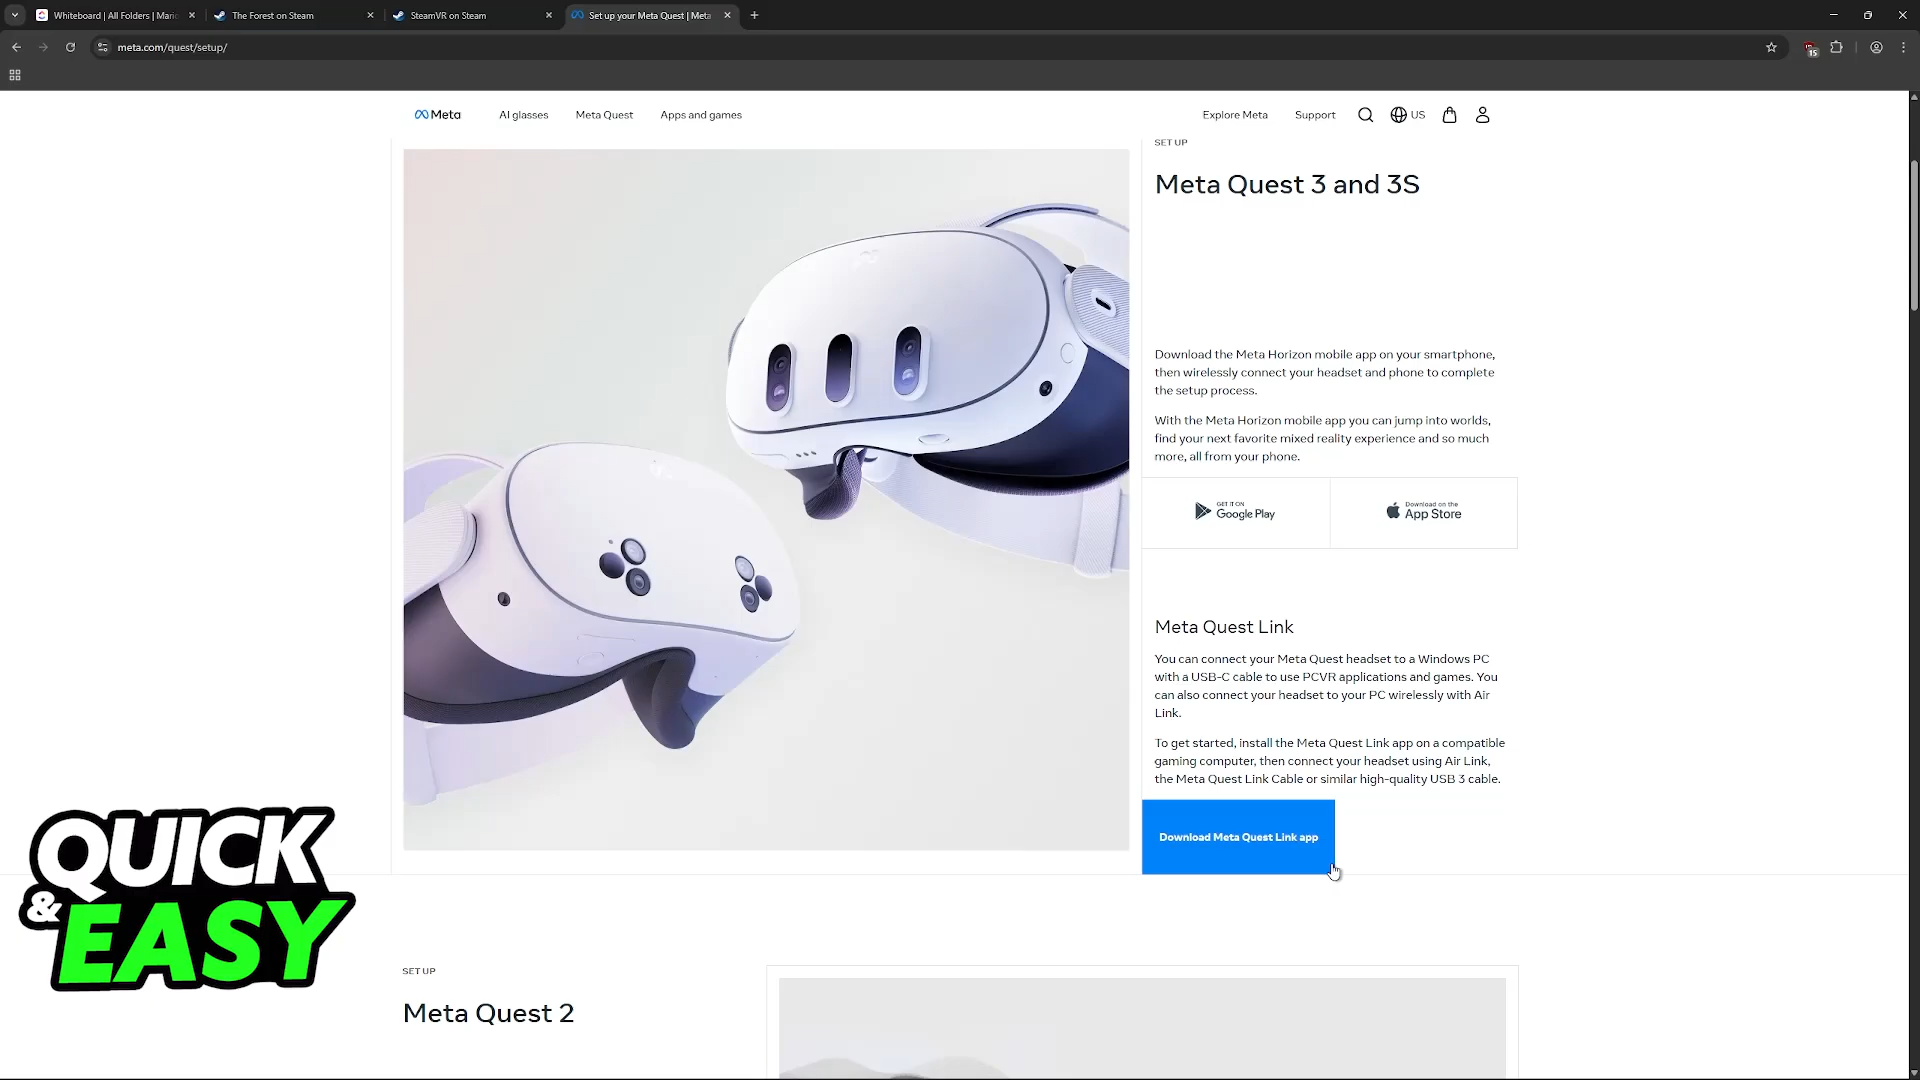 Whiteboard | All Folders | Mari
The Forest on Steam
SteamVR on Steam
Set up your Meta Quest | Meta
meta.com/quest/setup/
15
Meta
AI glasses
Meta Quest
Apps and games
Explore Meta
Support
US
SET UP
Meta Quest 3 and 3S
Download the Meta Horizon mobile app on your smartphone,
then wirelessly connect your headset and phone to complete
the setup process.
With the Meta Horizon mobile app you can jump into worlds,
find your next favorite mixed reality experience and so much
more, all from your phone.
GET IT ON
Google Play
Download on the
App Store
Meta Quest Link
You can connect your Meta Quest headset to a Windows PC
with a USB-C cable to use PCVR applications and games. You
can also connect your headset to your PC wirelessly with Air
Link.
To get started, install the Meta Quest Link app on a compatible
gaming computer, then connect your headset using Air Link,
the Meta Quest Link Cable or similar high-quality USB 3 cable.
Download Meta Quest Link app
QUICK
& EASY
SET UP
Meta Quest 2